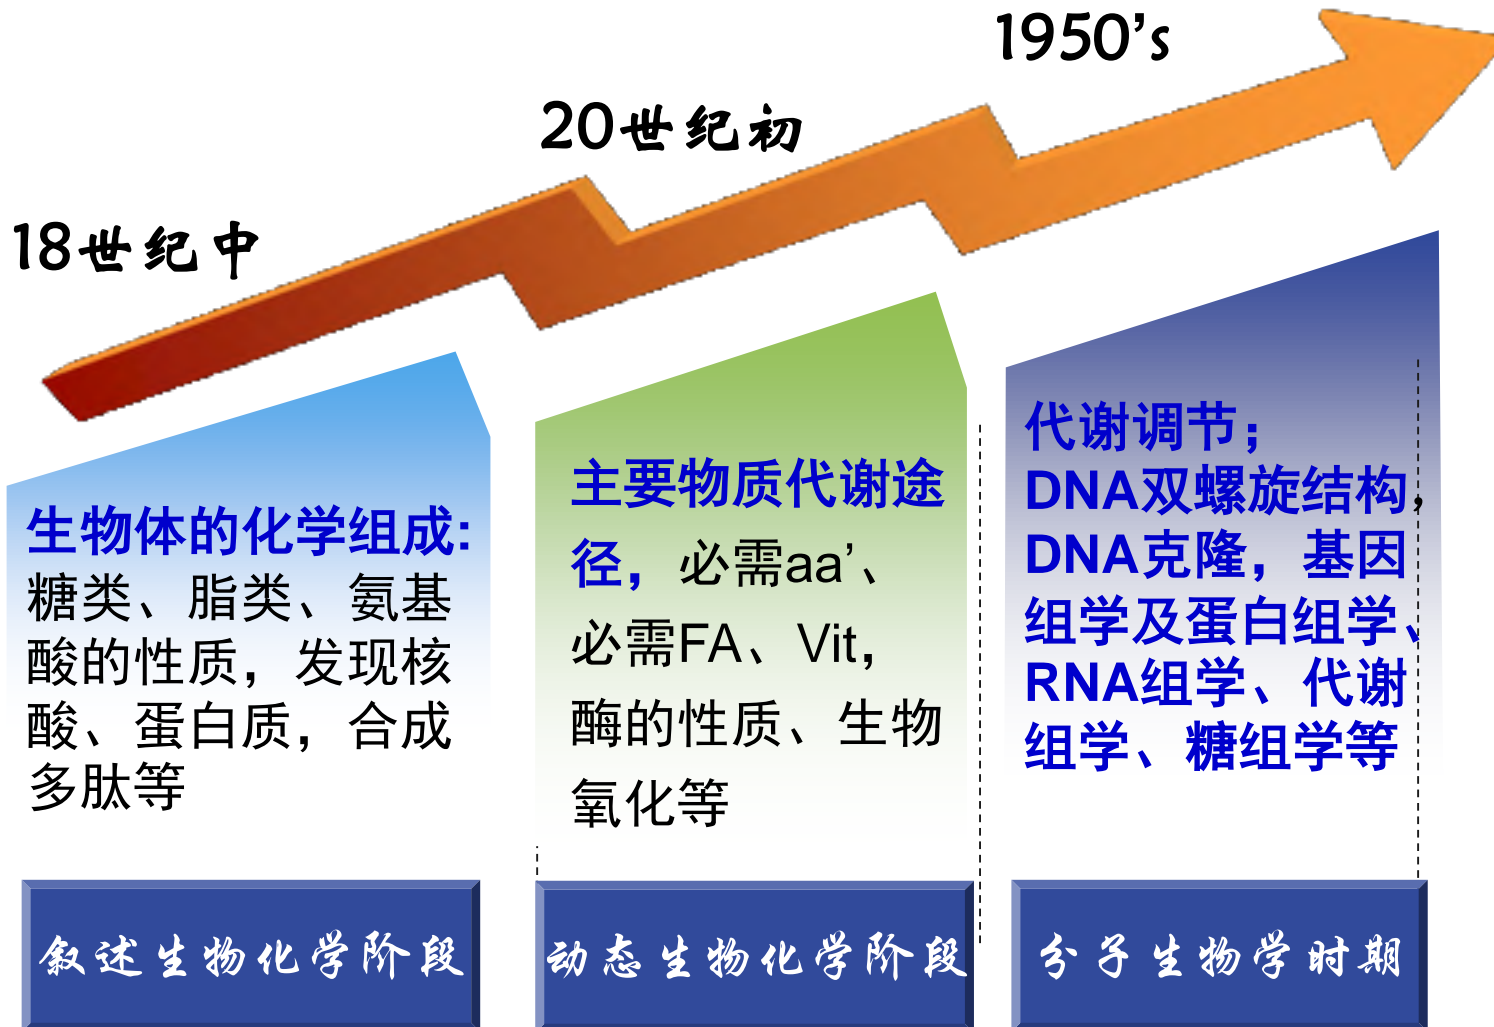 1950’s
20世纪初
18世纪中
生物体的化学组成:
糖类、脂类、氨基
酸的性质，发现核
酸、蛋白质，合成
多肽等
主要物质代谢途
径，必需aa’、
必需FA、Vit，
酶的性质、生物
氧化等
代谢调节；
DNA双螺旋结构，
DNA克隆，基因
组学及蛋白组学、
RNA组学、代谢
组学、糖组学等
叙述生物化学阶段
动态生物化学阶段
分子生物学时期